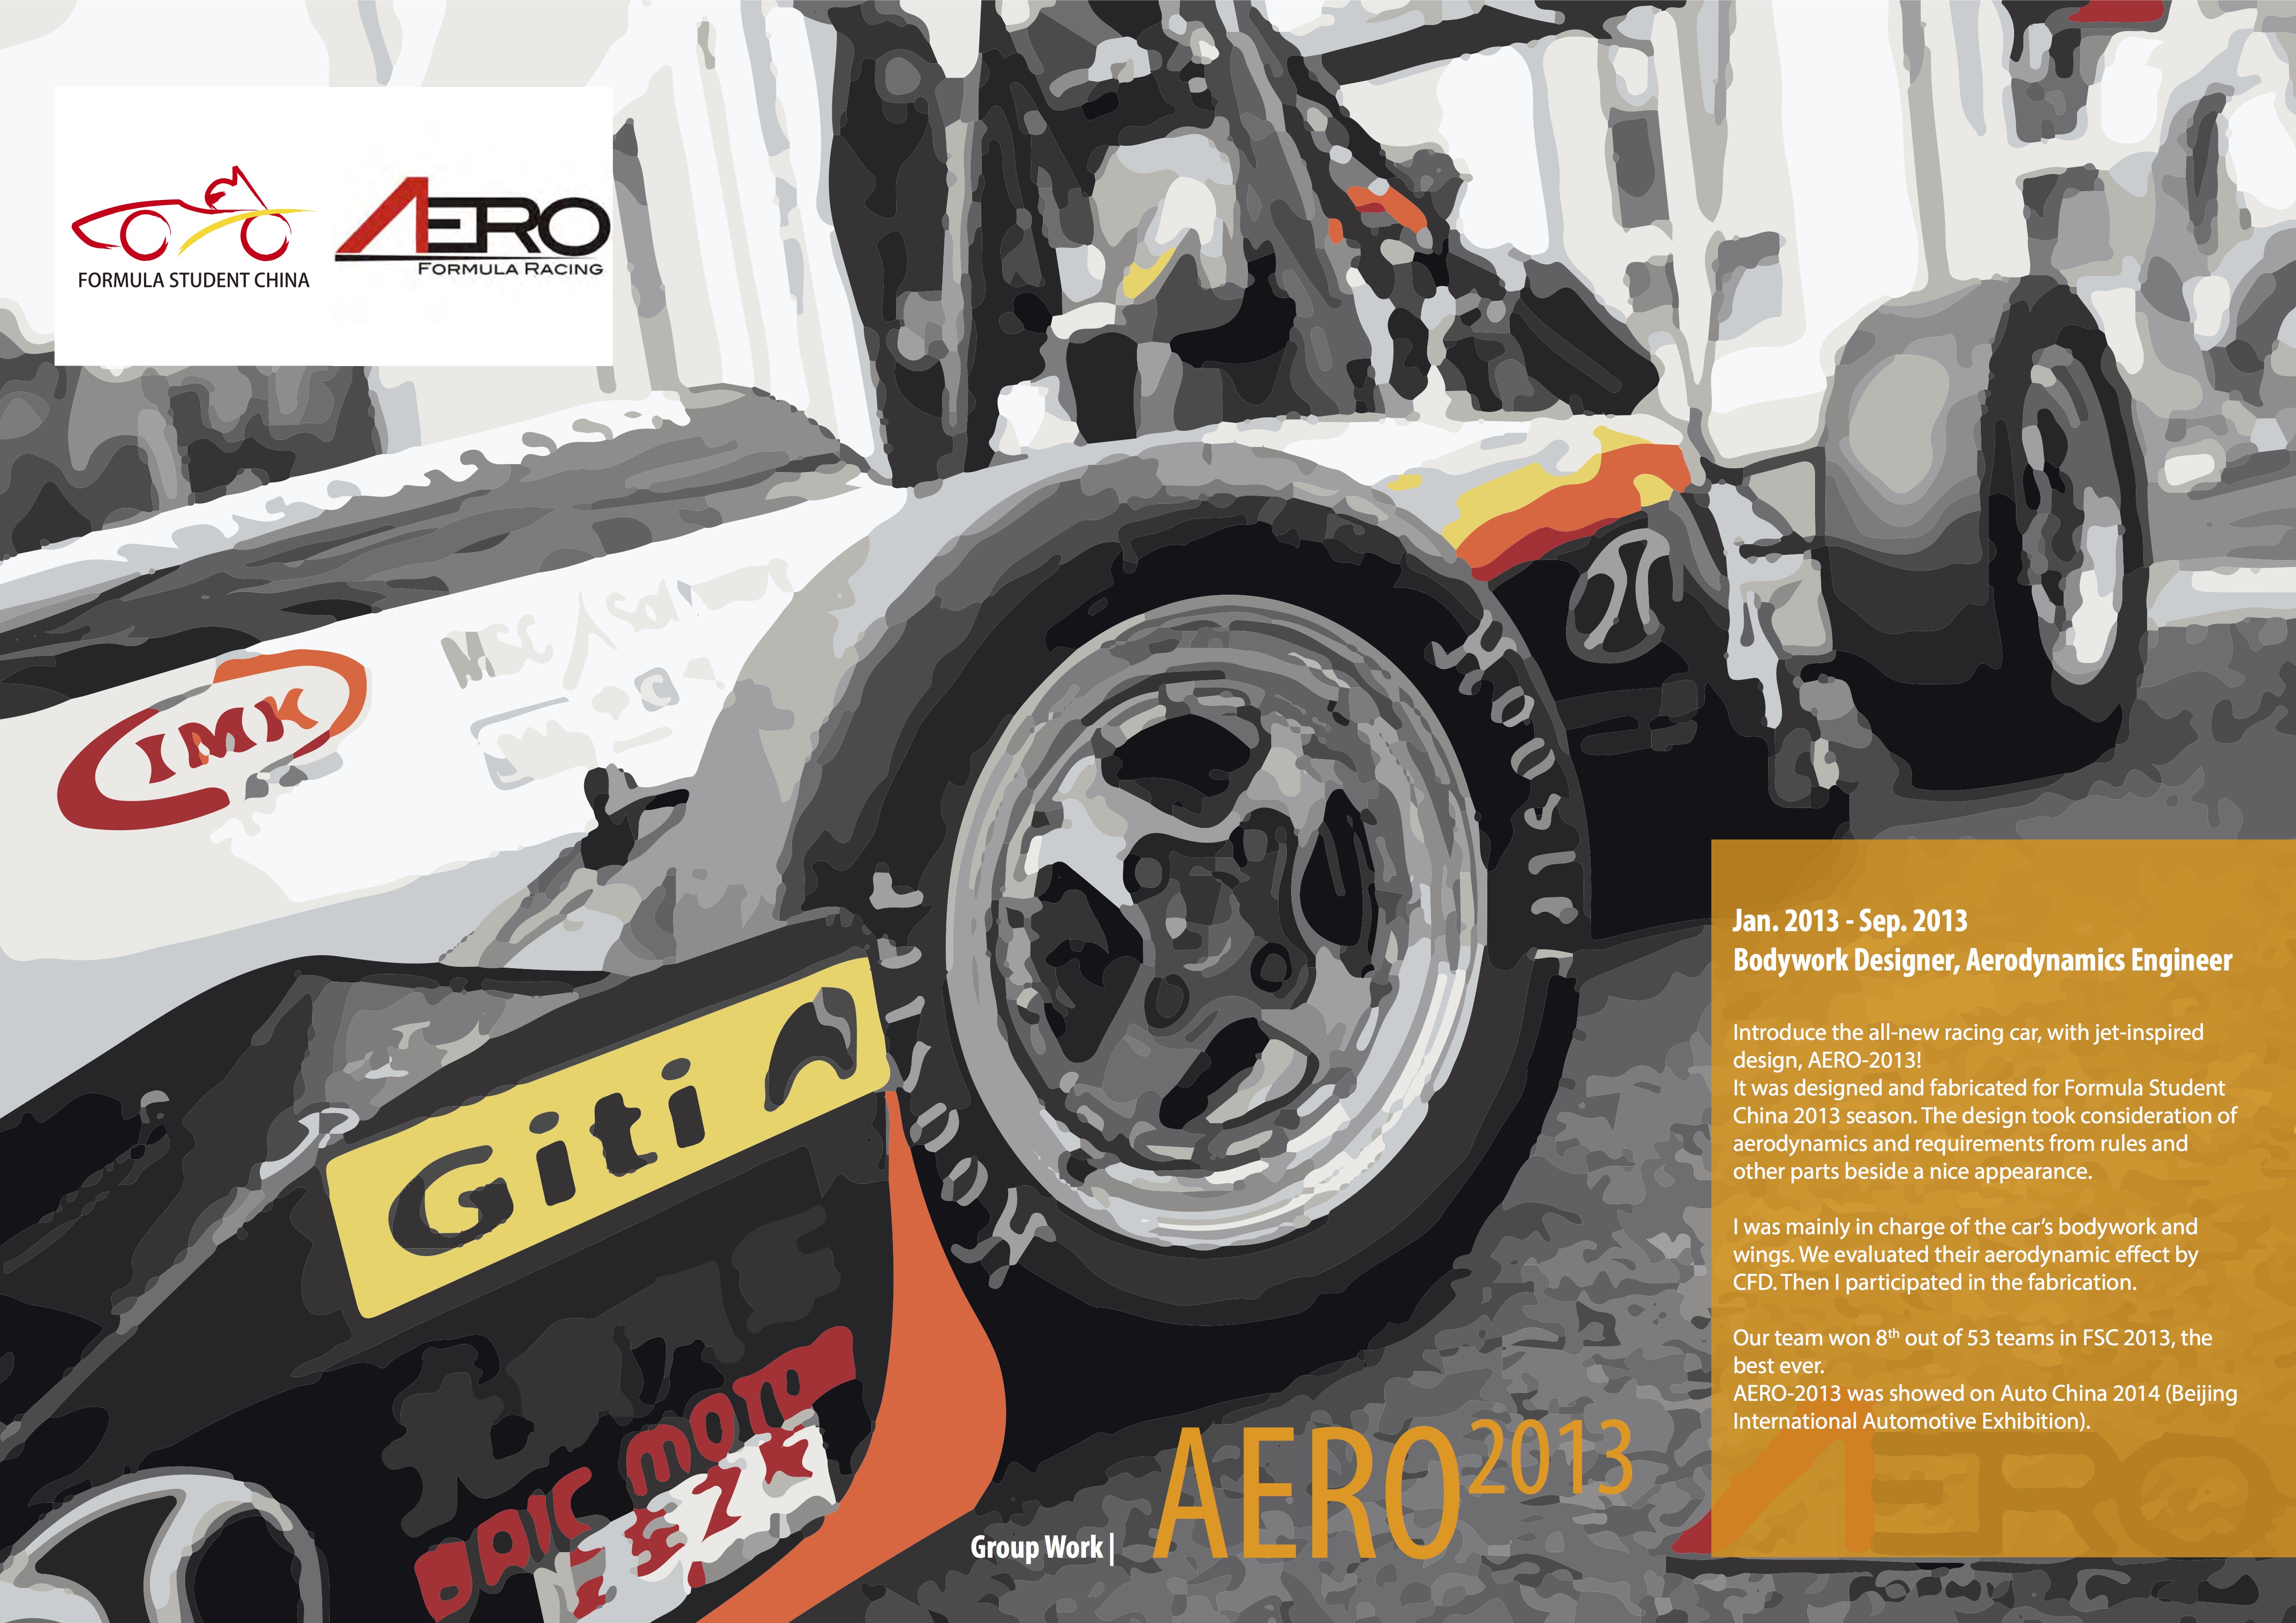 FORMULA STUDENT CHINA
AERO
FORMULA RACING
IMK
Giti
Jan. 2013 - Sep. 2013
Bodywork Designer, Aerodynamics Engineer
Introduce the all-new racing car, with jet-inspired
design, AERO-2013!
It was designed and fabricated for Formula Student
China 2013 season. The design took consideration of
aerodynamics and requirements from rules and
other parts beside a nice appearance.
I was mainly in charge of the car's bodywork and
wings. We evaluated their aerodynamic effect by
CFD. Then I participated in the fabrication.
Our team won 8th out of 53 teams in FSC 2013, the
best ever.
AERO-2013 was showed on Auto China 2014 (Beijing
International Automotive Exhibition).
AERO
Group Work | AERO 2013